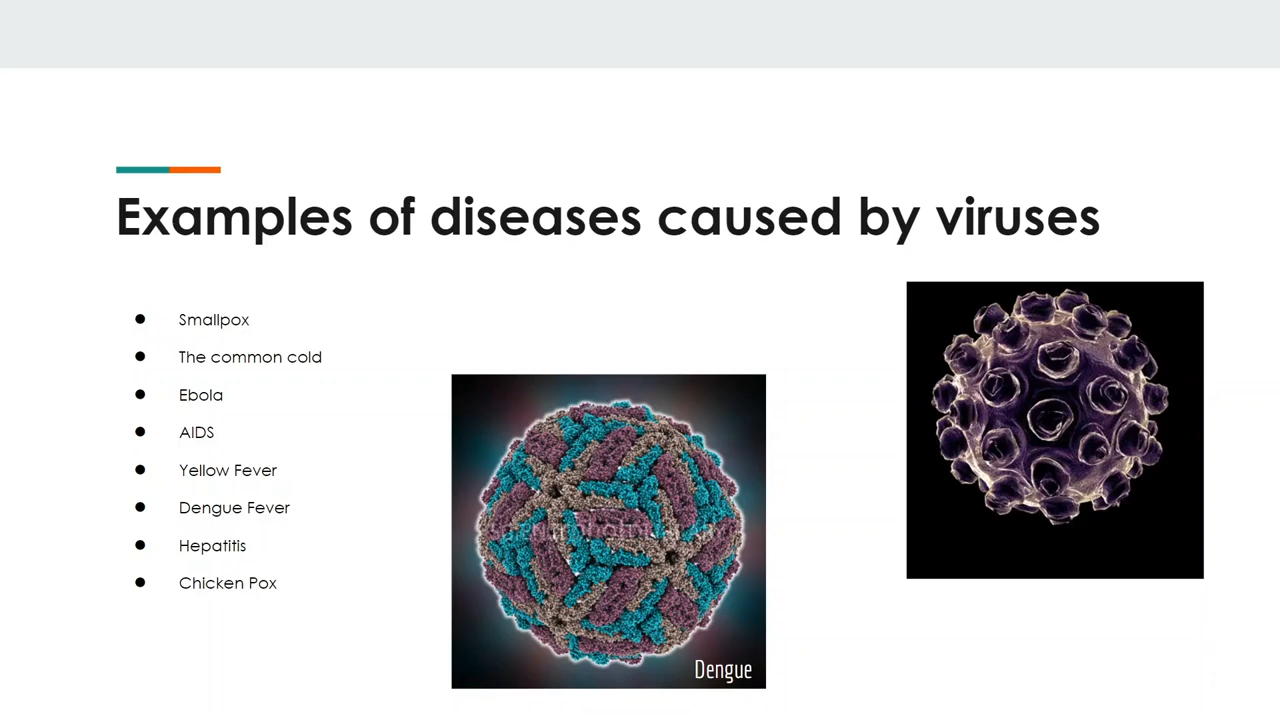 Examples of diseases caused by viruses
Smallpox
The common cold
Ebola
AIDS
Yellow Fever
Dengue Fever
Hepatitis
Chicken Pox
Dengue